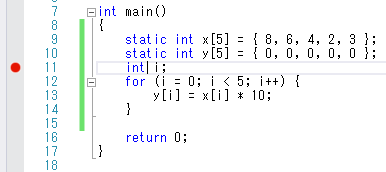 7 int main()
8 {
9 static int x[5] = { 8, 6, 4, 2, 3 };
10 static int y[5] = { 0, 0, 0, 0, 0 };
11 int i;
12 for (i = 0; i < 5; i++) {
13 y[i] = x[i] * 10;
14 }
15
16 return 0;
17 }
18